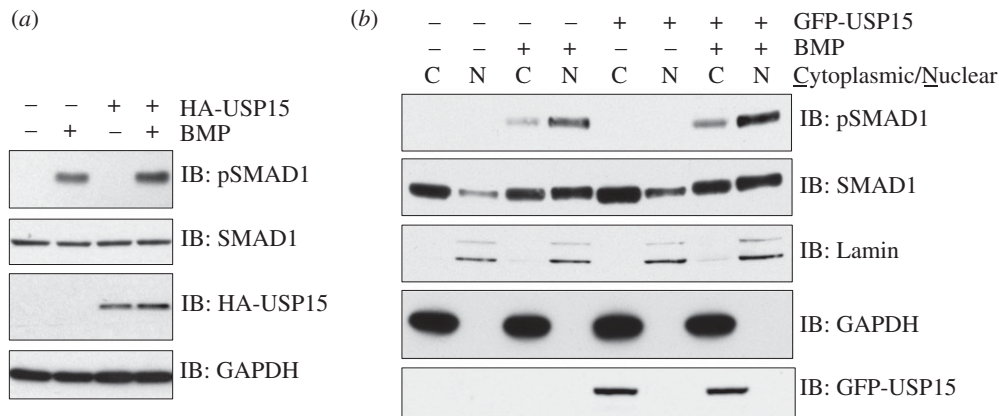 (a)
– – + + HA-USP15
– + – + BMP
IB: pSMAD1
IB: SMAD1
IB: HA-USP15
IB: GAPDH
(b)
– – – – + + + + GFP-USP15
– – + + – – + + BMP
C N C N C N C N Cytoplasmic/Nuclear
IB: pSMAD1
IB: SMAD1
IB: Lamin
IB: GAPDH
IB: GFP-USP15